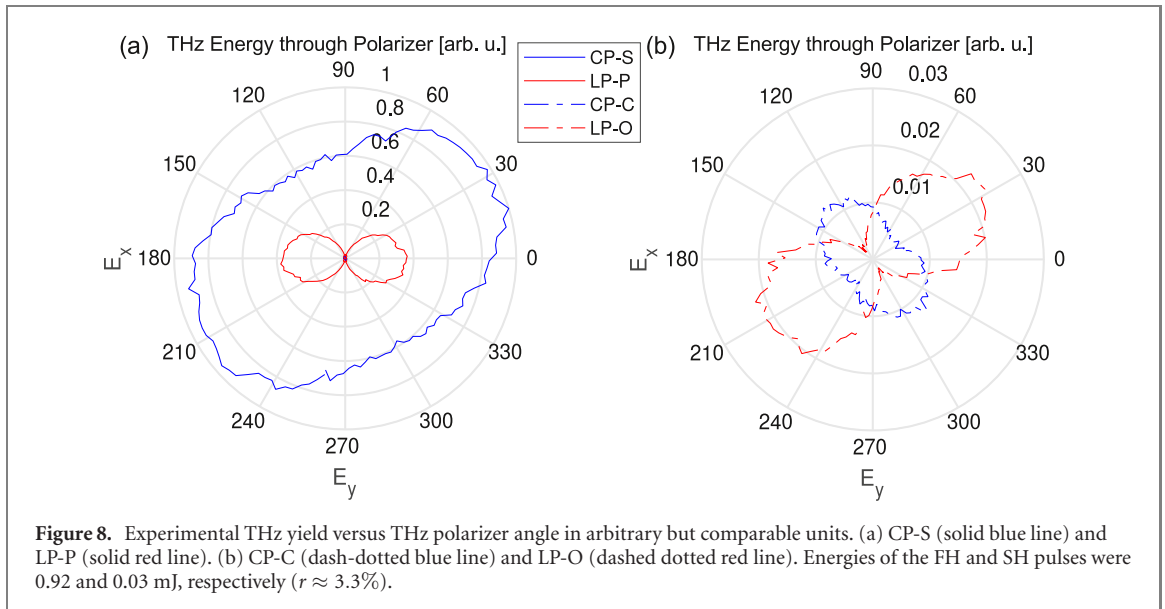 (a) THz Energy through Polarizer [arb. u.]
90
1
120
60
0.8
0.6
150
30
0.4
0.2
E_x 180
0
210
330
240
300
270
E_y
CP-S
LP-P
CP-C
LP-O
(b) THz Energy through Polarizer [arb. u.]
90
0.03
120
60
0.02
150
30
0.01
E_x 180
0
210
330
240
300
270
E_y
Figure 8. Experimental THz yield versus THz polarizer angle in arbitrary but comparable units. (a) CP-S (solid blue line) and
LP-P (solid red line). (b) CP-C (dash-dotted blue line) and LP-O (dashed dotted red line). Energies of the FH and SH pulses were
0.92 and 0.03 mJ, respectively (r ≈ 3.3%).